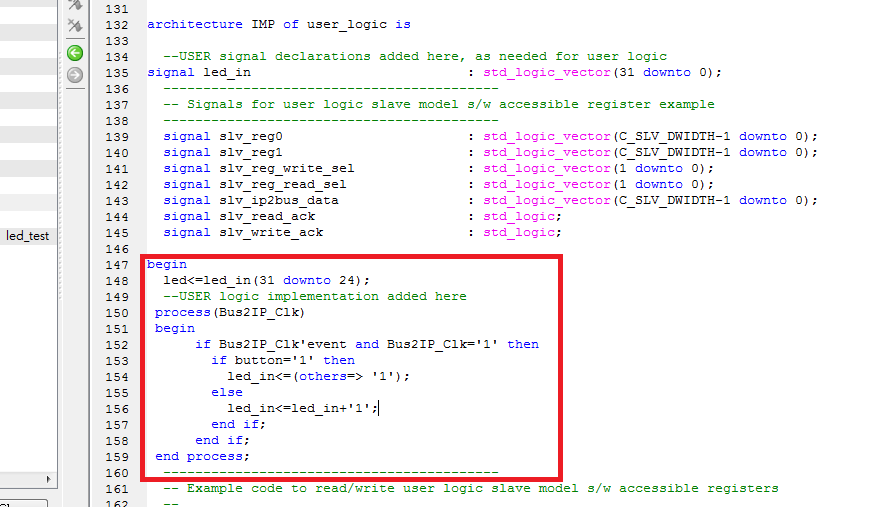 131
132 architecture IMP of user_logic is
133
134 --USER signal declarations added here, as needed for user logic
135 signal led_in : std_logic_vector(31 downto 0);
136 ------------------------------------------
137 -- Signals for user logic slave model s/w accessible register example
138 ------------------------------------------
139 signal slv_reg0 : std_logic_vector(C_SLV_DWIDTH-1 downto 0);
140 signal slv_reg1 : std_logic_vector(C_SLV_DWIDTH-1 downto 0);
141 signal slv_reg_write_sel : std_logic_vector(1 downto 0);
142 signal slv_reg_read_sel : std_logic_vector(1 downto 0);
143 signal slv_ip2bus_data : std_logic_vector(C_SLV_DWIDTH-1 downto 0);
144 signal slv_read_ack : std_logic;
145 signal slv_write_ack : std_logic;
led_test
146
147 begin
148 led<=led_in(31 downto 24);
149 --USER logic implementation added here
150 process(Bus2IP_Clk)
151 begin
152 if Bus2IP_Clk'event and Bus2IP_Clk='1' then
153 if button='1' then
154 led_in<=(others=> '1');
155 else
156 led_in<=led_in+'1';
157 end if;
158 end if;
159 end process;
160 ------------------------------------------
161 -- Example code to read/write user logic slave model s/w accessible registers
162 --